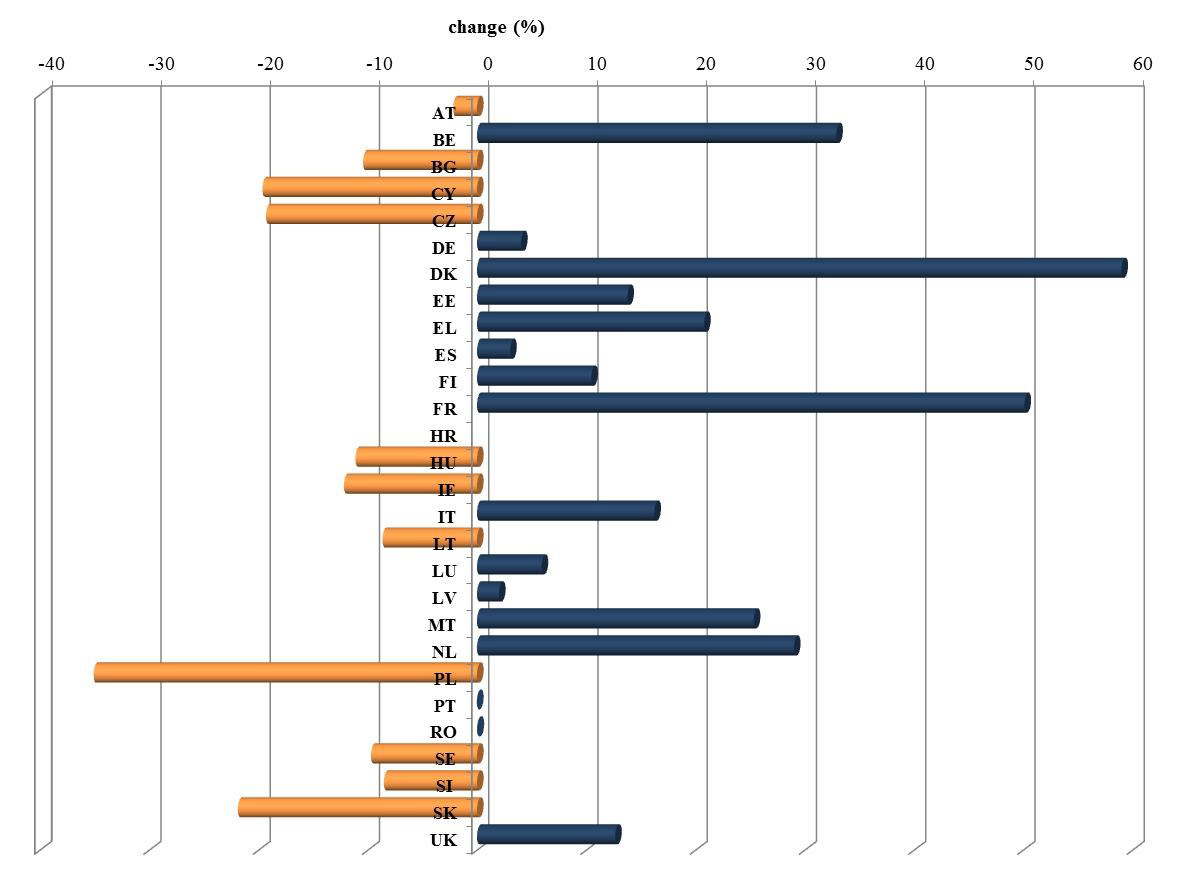 change (%)
-40 -30 -20 -10 0 10 20 30 40 50 60
AT
BE
BG
CY
CZ
DE
DK
EE
EL
ES
FI
FR
HR
HU
IE
IT
LT
LU
LV
MT
NL
PL
PT
RO
SE
SI
SK
UK